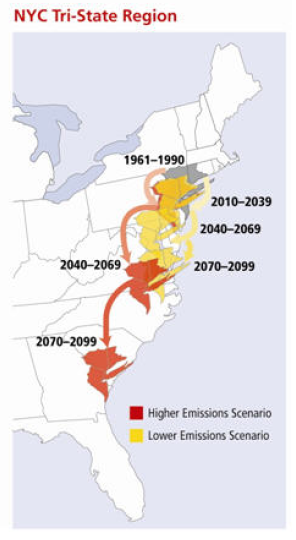 NYC Tri–State Region
1961–1990
2010–2039
2040–2069
2040–2069
2070–2099
2070–2099
Higher Emissions Scenario
Lower Emissions Scenario